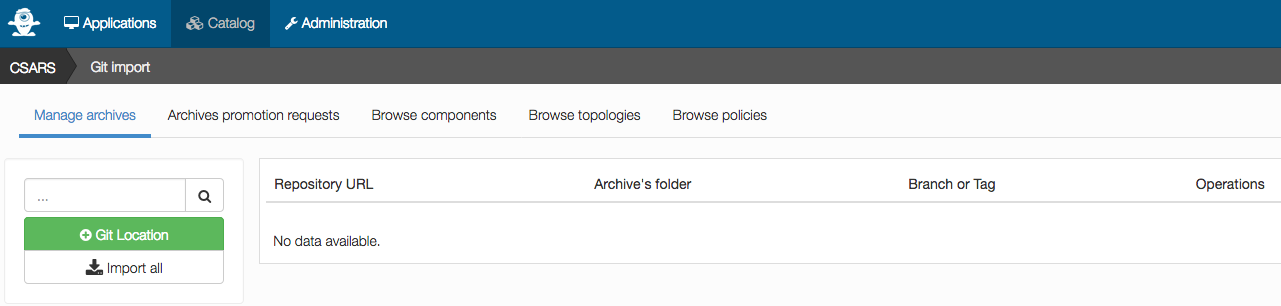 Applications Catalog Administration
CSARS Git import
Manage archives Archives promotion requests Browse components Browse topologies Browse policies
Repository URL Archive's folder Branch or Tag Operations
...
Git Location
No data available.
Import all